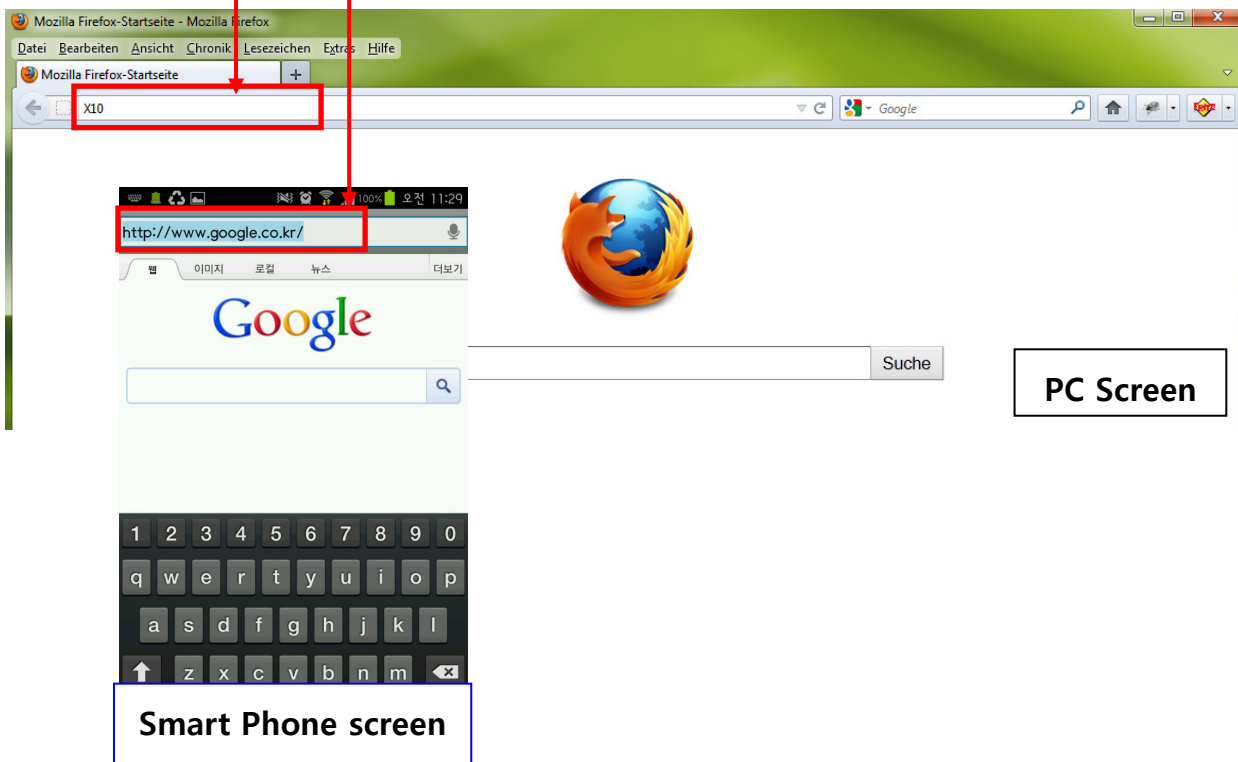 Mozilla Firefox-Startseite - Mozilla Firefox
Datei Bearbeiten Ansicht Chronik Lesezeichen Extras Hilfe
Mozilla Firefox-Startseite
X10
Google
100% 오전 11:29
http://www.google.co.kr/
웹 이미지 로컬 뉴스 더보기
Google
Suche
PC Screen
1 2 3 4 5 6 7 8 9 0
q w e r t y u i o p
a s d f g h j k l
z x c v b n m
Smart Phone screen